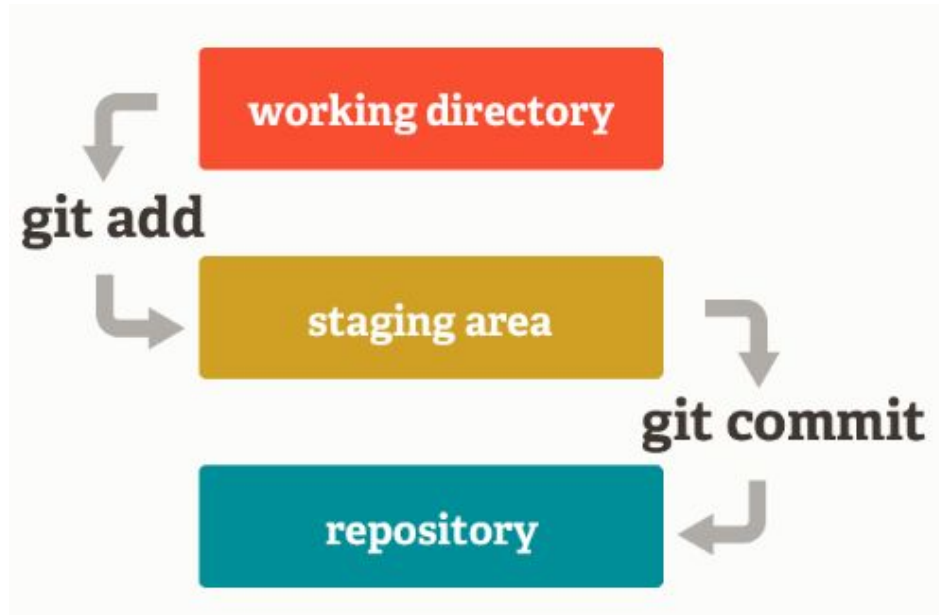 working directory
git add
staging area
git commit
repository